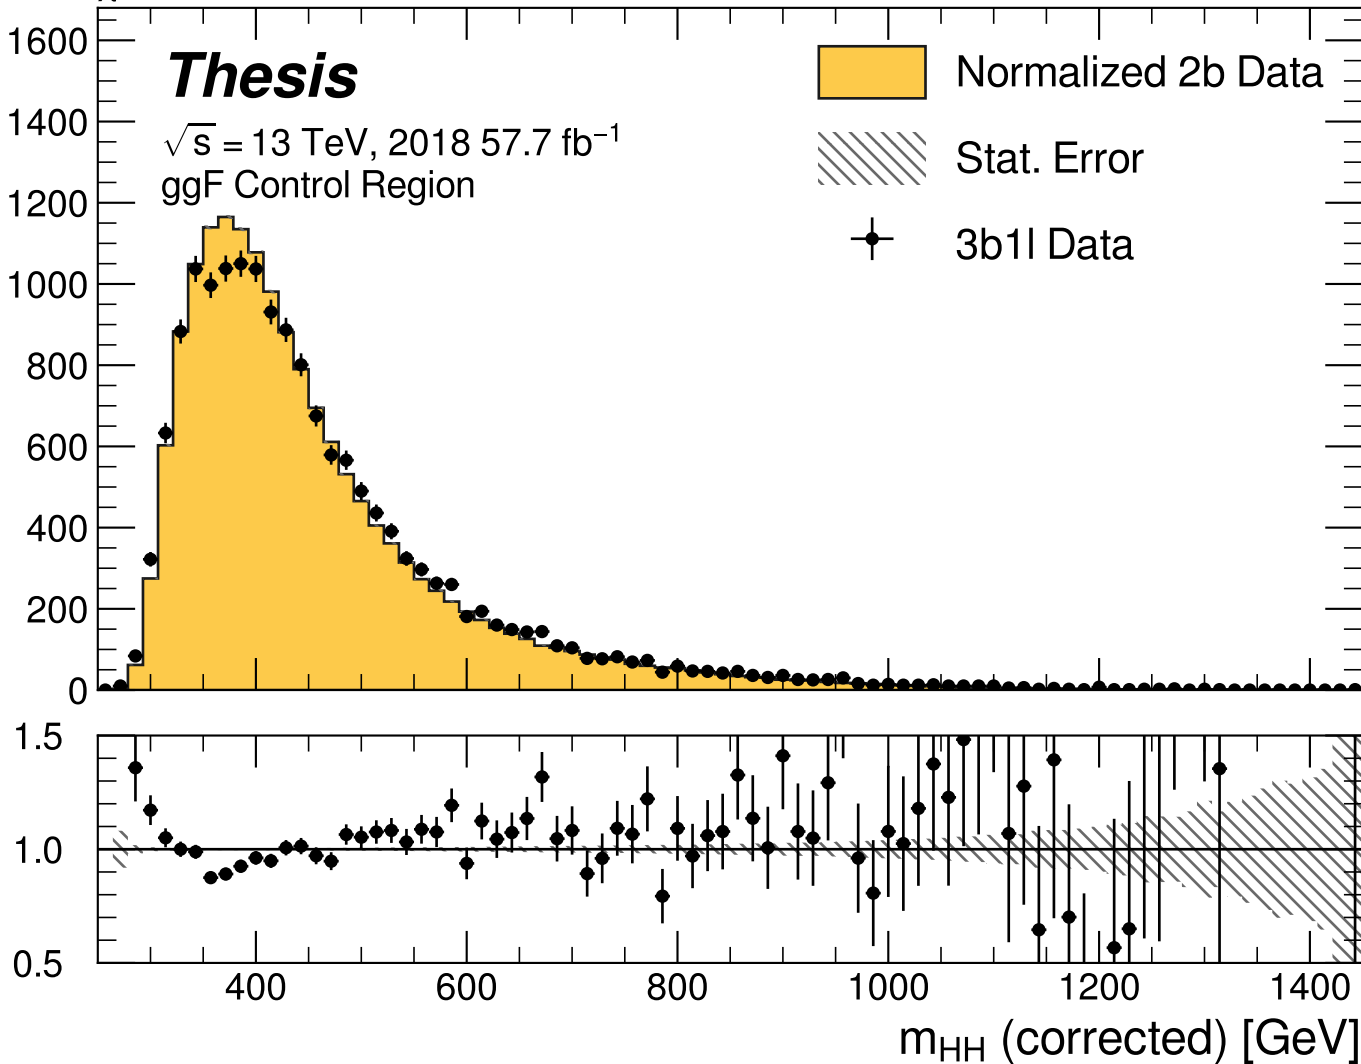 1600
1400
1200
1000
800
600
400
200
0
Thesis
√s = 13 TeV, 2018 57.7 fb⁻¹
ggF Control Region
Normalized 2b Data
Stat. Error
3b1l Data
1.5
1.0
0.5
400 600 800 1000 1200 1400
m_HH (corrected) [GeV]